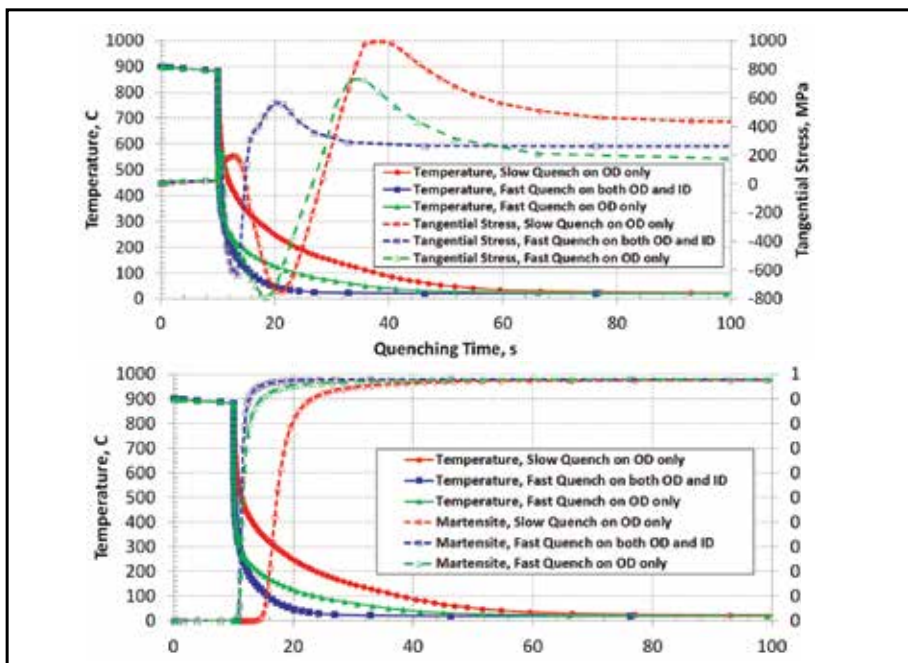 1000
900
800
700
600
500
400
300
200
100
0
Temperature, C
1000
800
600
400
200
0
-200
-400
-600
-800
Tangential Stress, MPa
Temperature, Slow Quench on OD only
Temperature, Fast Quench on both OD and ID
Temperature, Fast Quench on OD only
Tangential Stress, Slow Quench on OD only
Tangential Stress, Fast Quench on both OD and ID
Tangential Stress, Fast Quench on OD only
0 20 40 60 80 100
Quenching Time, s
1000
900
800
700
600
500
400
300
200
100
0
Temperature, C
1
0
0
0
0
0
0
0
0
0
0
Temperature, Slow Quench on OD only
Temperature, Fast Quench on both OD and ID
Temperature, Fast Quench on OD only
Martensite, Slow Quench on OD only
Martensite, Fast Quench on both OD and ID
Martensite, Fast Quench on OD only
0 20 40 60 80 100